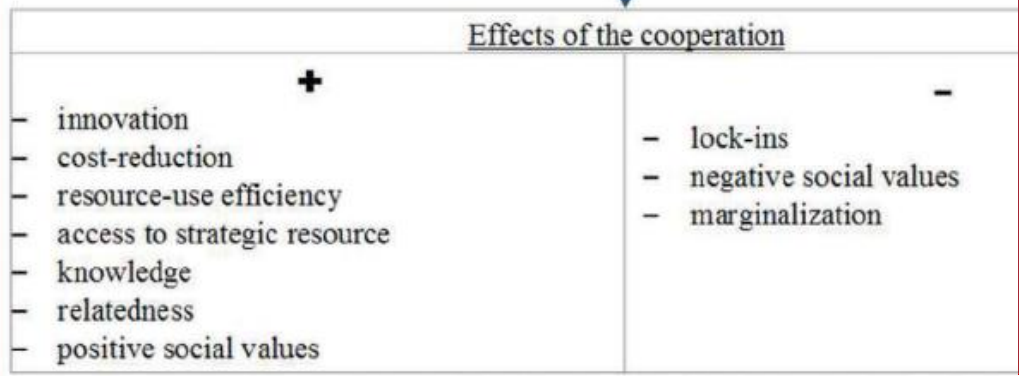 Effects of the cooperation
+
– innovation
– cost-reduction
– resource-use efficiency
– access to strategic resource
– knowledge
– relatedness
– positive social values
–
– lock-ins
– negative social values
– marginalization